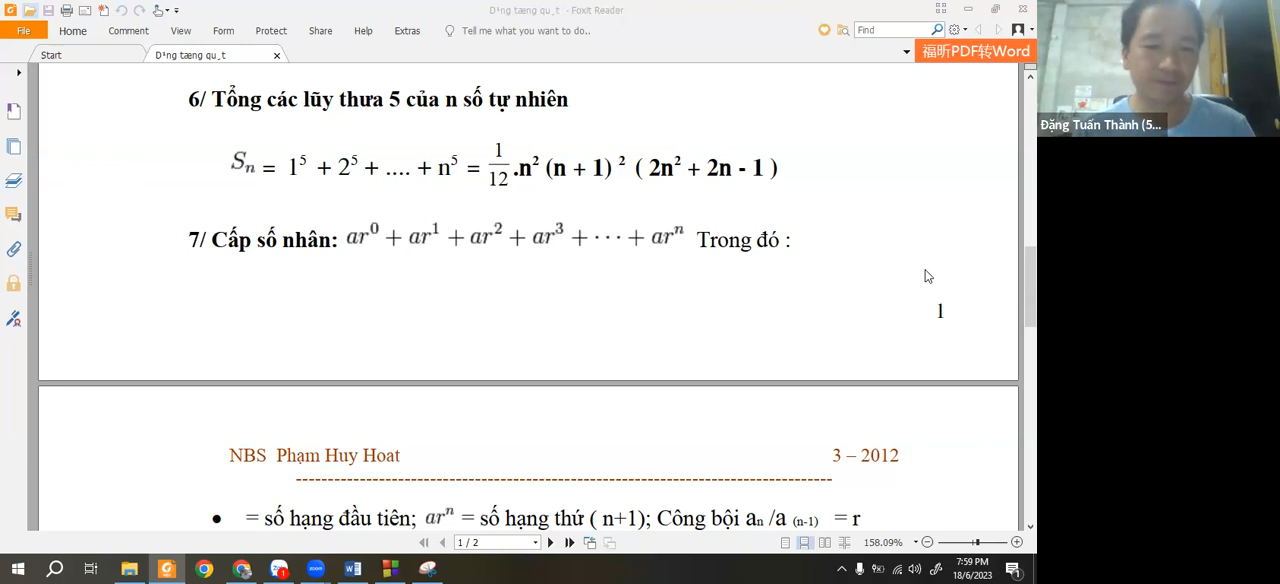 D¹ng tæng qu¸t - Foxit Reader
File Home Comment View Form Protect Share Help Extras Tell me what you want to do.. Find
Start D¹ng tæng qu¸t
福昕PDF转Word
Đặng Tuấn Thành (5...
6/ Tổng các lũy thưa 5 của n số tự nhiên
Sn = 1⁵ + 2⁵ + .... + n⁵ = 1/12 .n² (n + 1) ² ( 2n² + 2n - 1 )
7/ Cấp số nhân: ar⁰ + ar¹ + ar² + ar³ + ··· + arⁿ Trong đó :
1
NBS Phạm Huy Hoat 3 – 2012
• = số hạng đầu tiên; arⁿ = số hạng thứ ( n+1); Công bội an /a (n-1) = r
1 / 2 158.09%
7:59 PM
18/6/2023